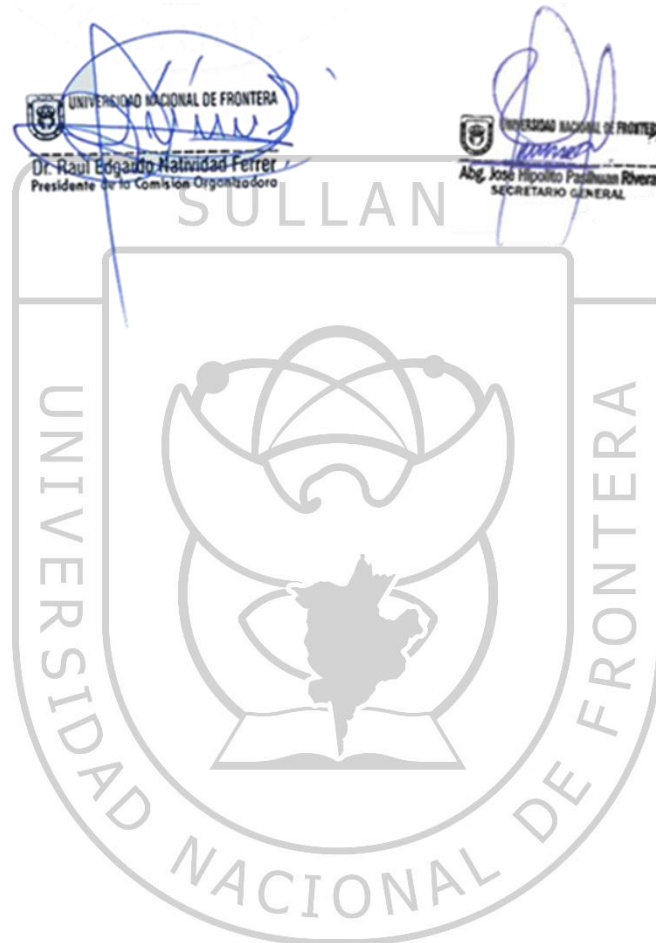 UNIVERSIDAD NACIONAL DE FRONTERA
Dr. Raul Edgardo Natividad Ferrer
Presidente de la Comisión Organizadora
UNIVERSIDAD NACIONAL DE FRONTERA
Abg. José Hipolito Pasihuan Rivera
SECRETARIO GENERAL
SULLAN
UNIVERSIDAD NACIONAL DE FRONTERA